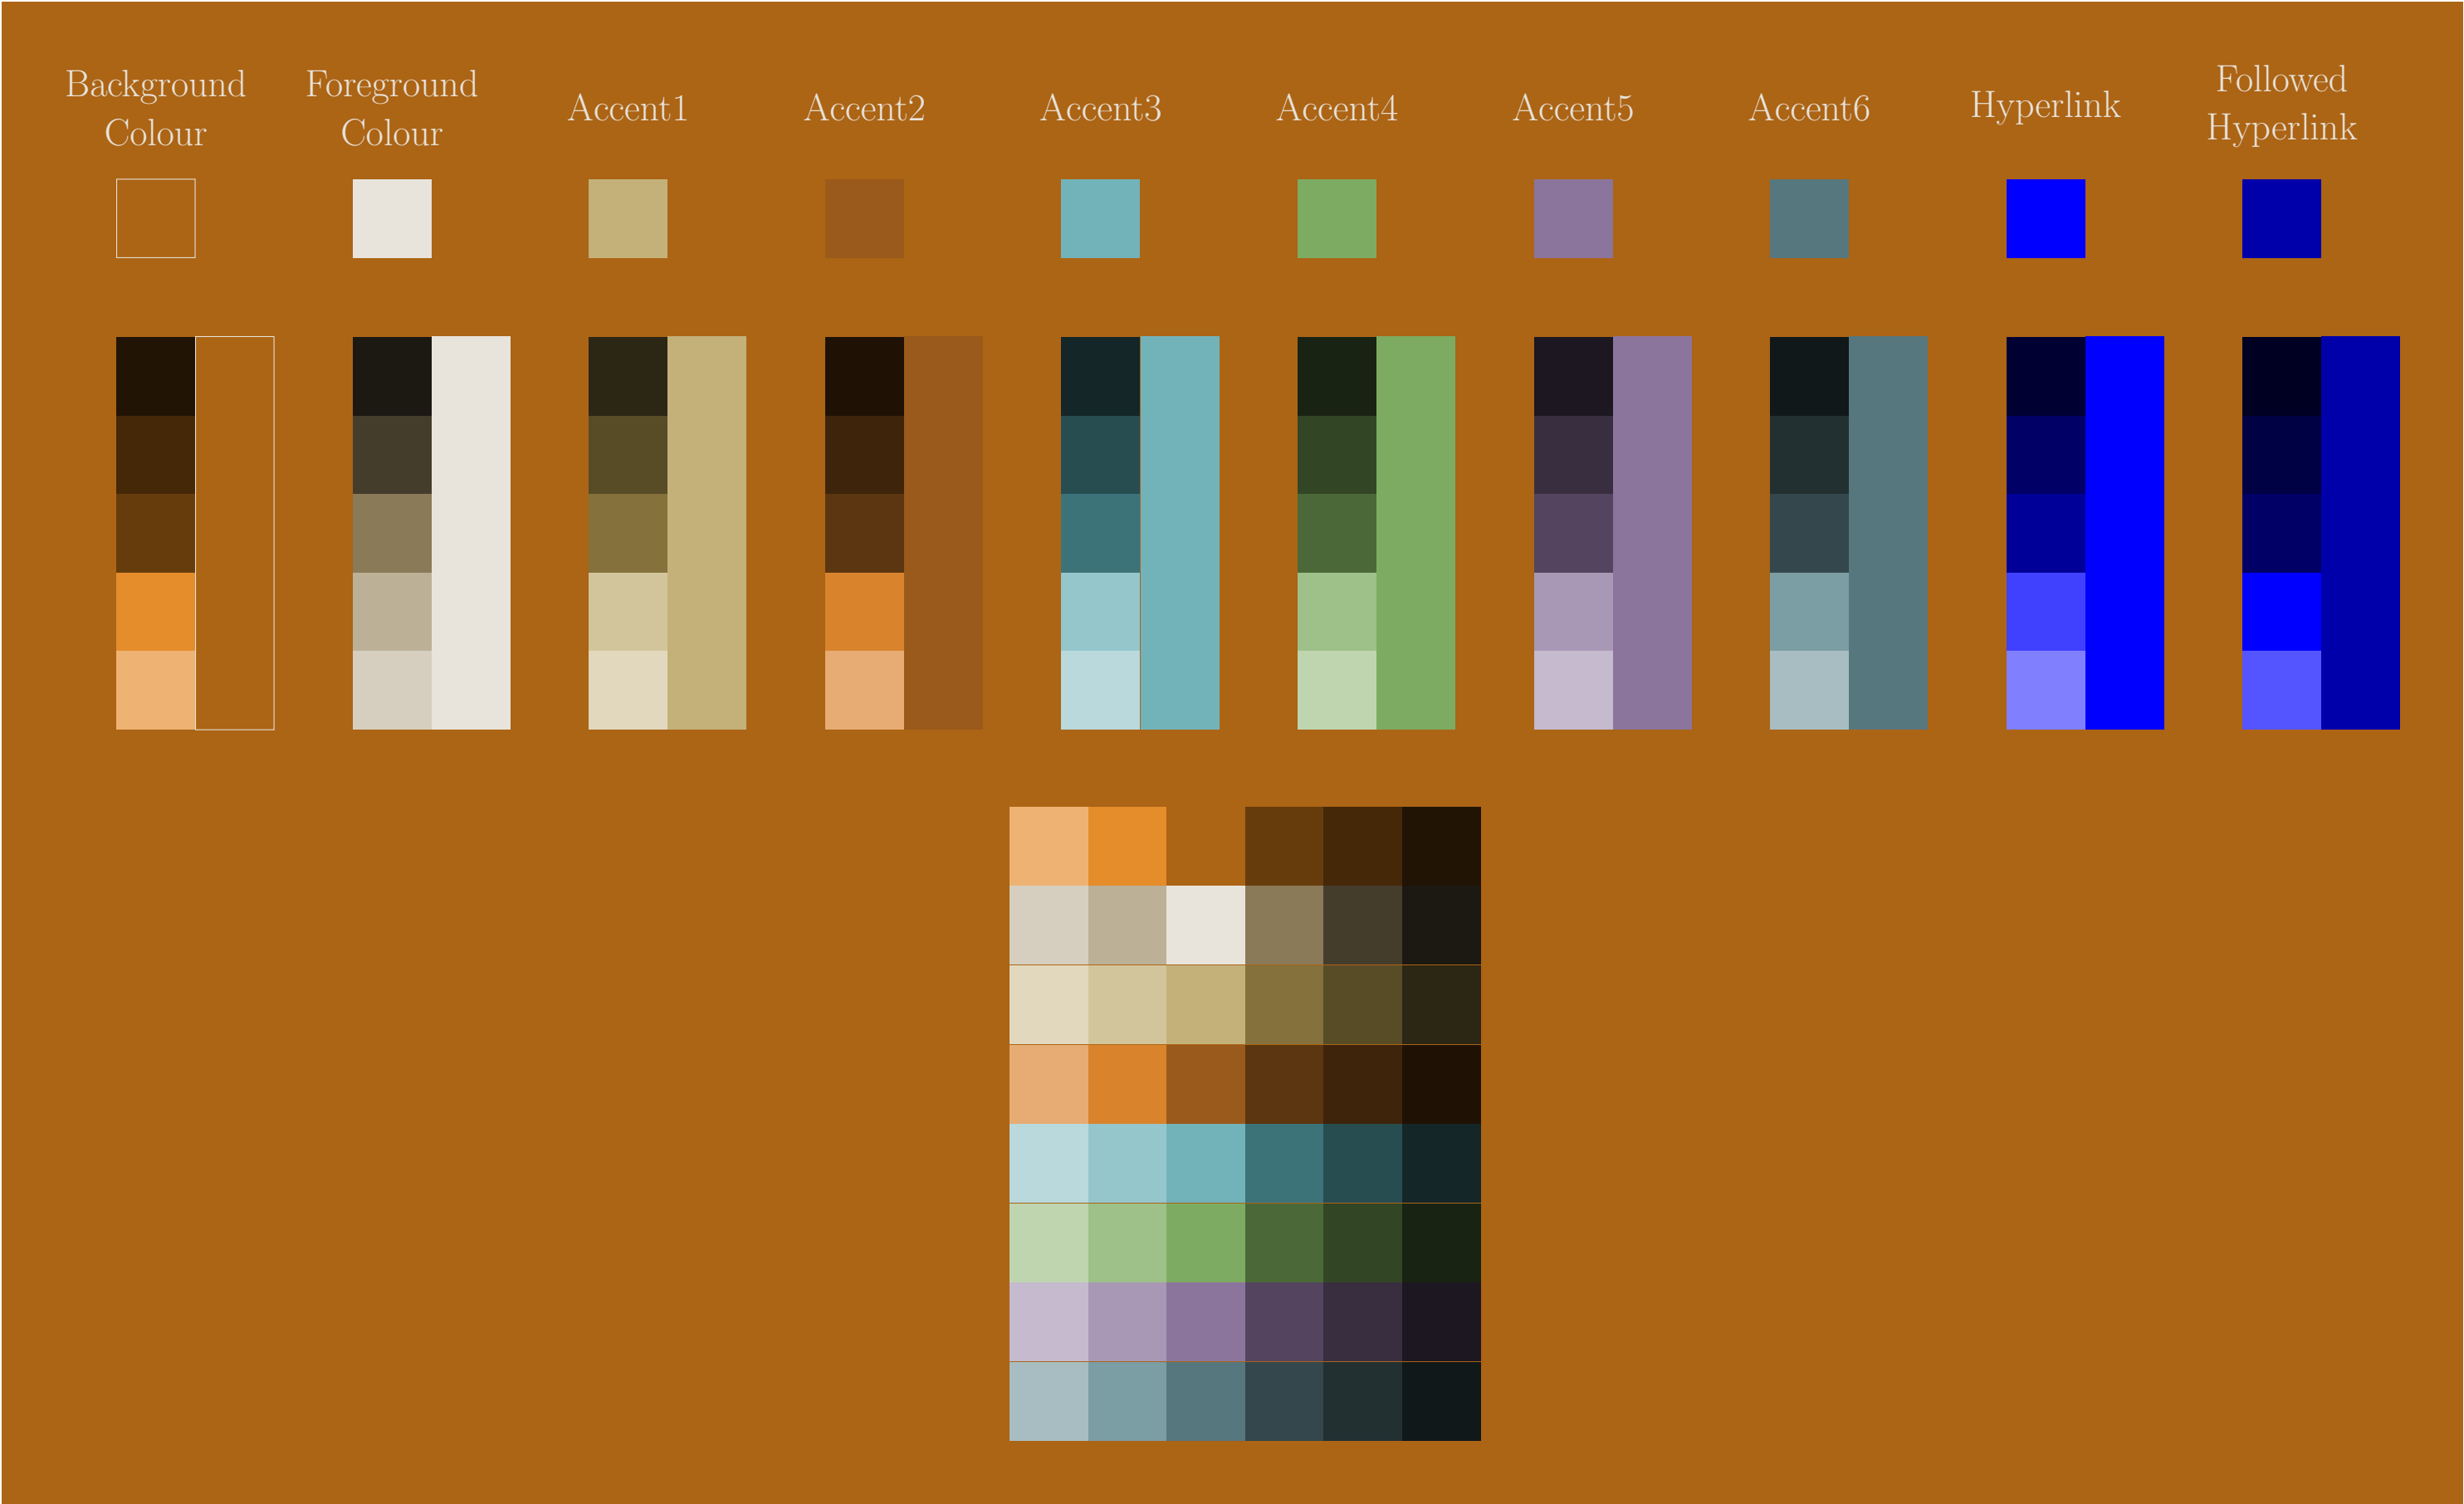 Background
Colour
Foreground
Colour
Accent1
Accent2
Accent3
Accent4
Accent5
Accent6
Hyperlink
Followed
Hyperlink